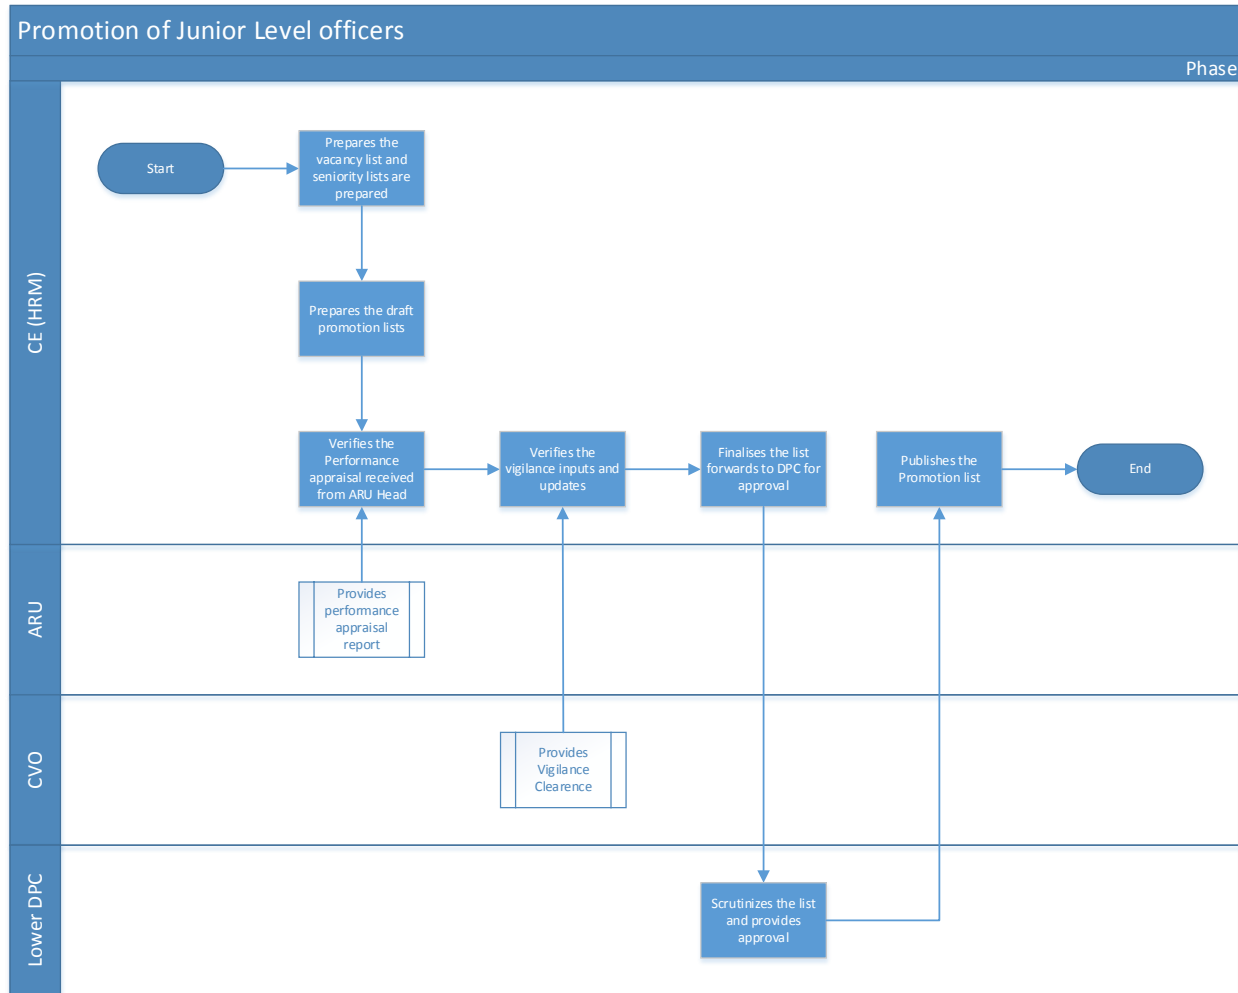 Promotion of Junior Level officers
Phase
CE (HRM)
Start
Prepares the
vacancy list and
seniority lists are
prepared
Prepares the draft
promotion lists
Verifies the
Performance
appraisal received
from ARU Head
Verifies the
vigilance inputs and
updates
Finalises the list
forwards to DPC for
approval
Publishes the
Promotion list
End
ARU
Provides
performance
appraisal
report
CVO
Provides
Vigilance
Clearence
Lower DPC
Scrutinizes the list
and provides
approval